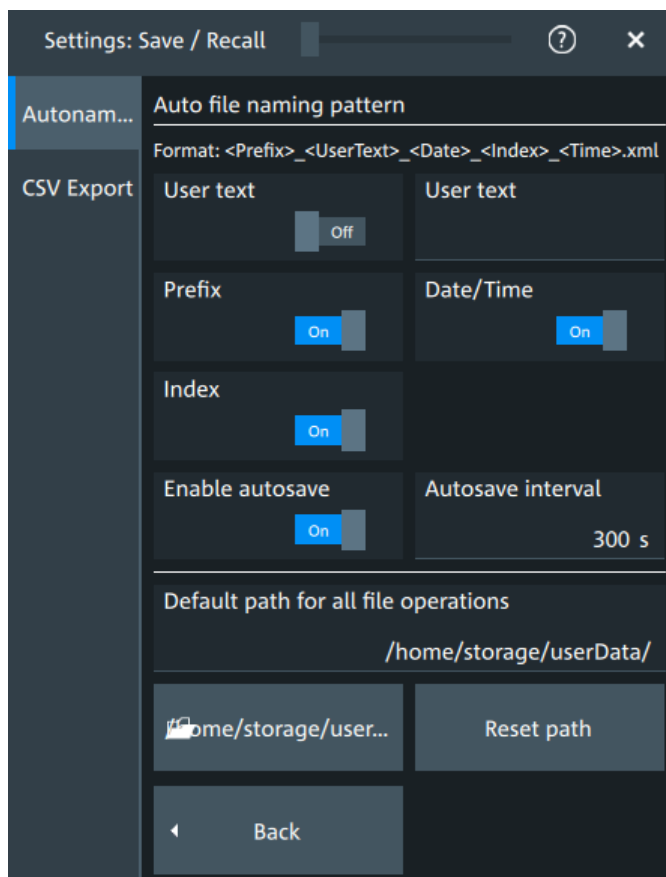 Settings: Save / Recall ? ×
Autonam... Auto file naming pattern
Format: <Prefix>_<UserText>_<Date>_<Index>_<Time>.xml
CSV Export User text User text
Off
Prefix Date/Time
On On
Index
On
Enable autosave Autosave interval
On 300 s
Default path for all file operations
/home/storage/userData/
ome/storage/user... Reset path
Back